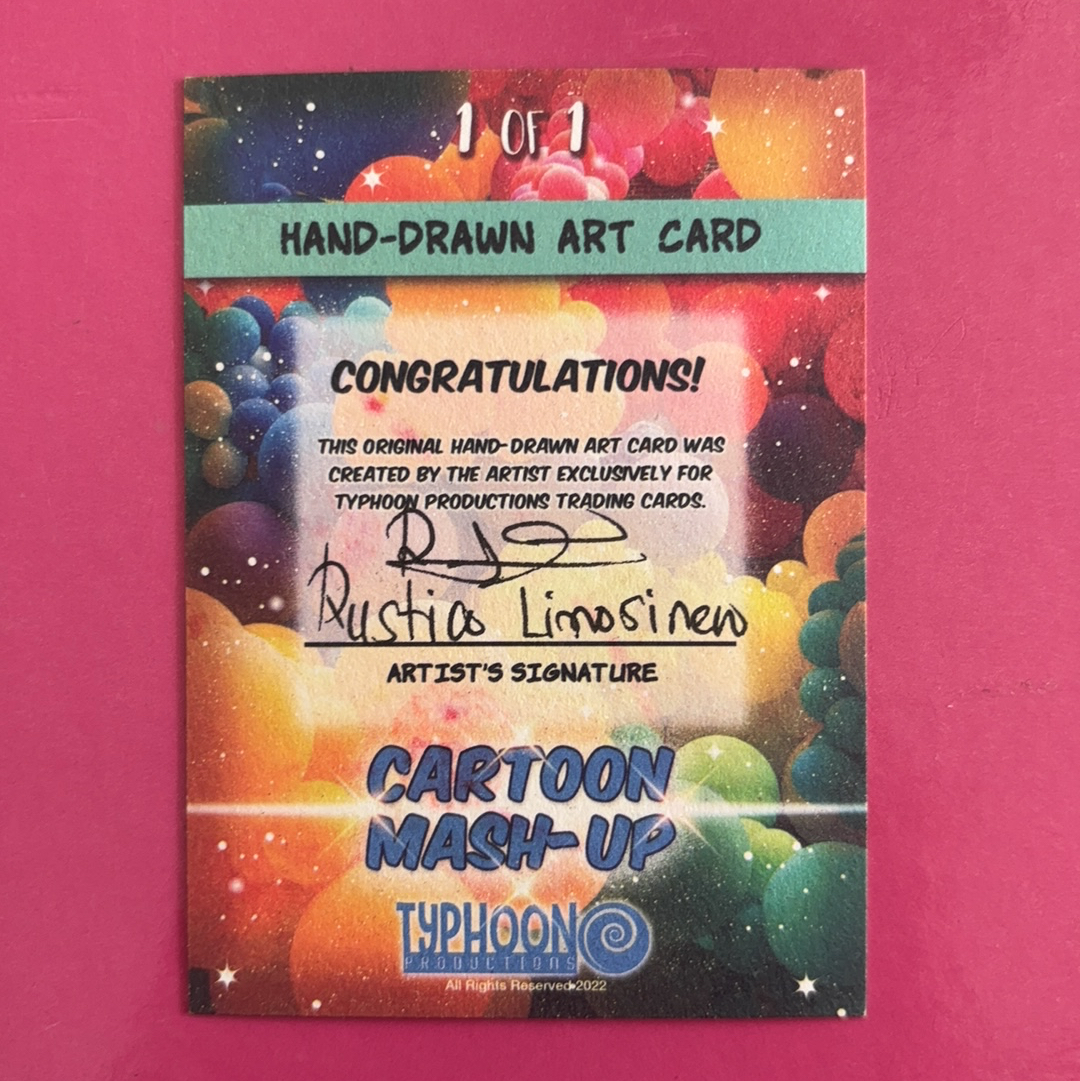 1 OF 1
HAND-DRAWN ART CARD
CONGRATULATIONS!
THIS ORIGINAL HAND-DRAWN ART CARD WAS
CREATED BY THE ARTIST EXCLUSIVELY FOR
TYPHOON PRODUCTIONS TRADING CARDS.
Rustico Limosinero
ARTIST'S SIGNATURE
CARTOON
MASH-UP
TYPHOON
PRODUCTIONS
All Rights Reserved 2022